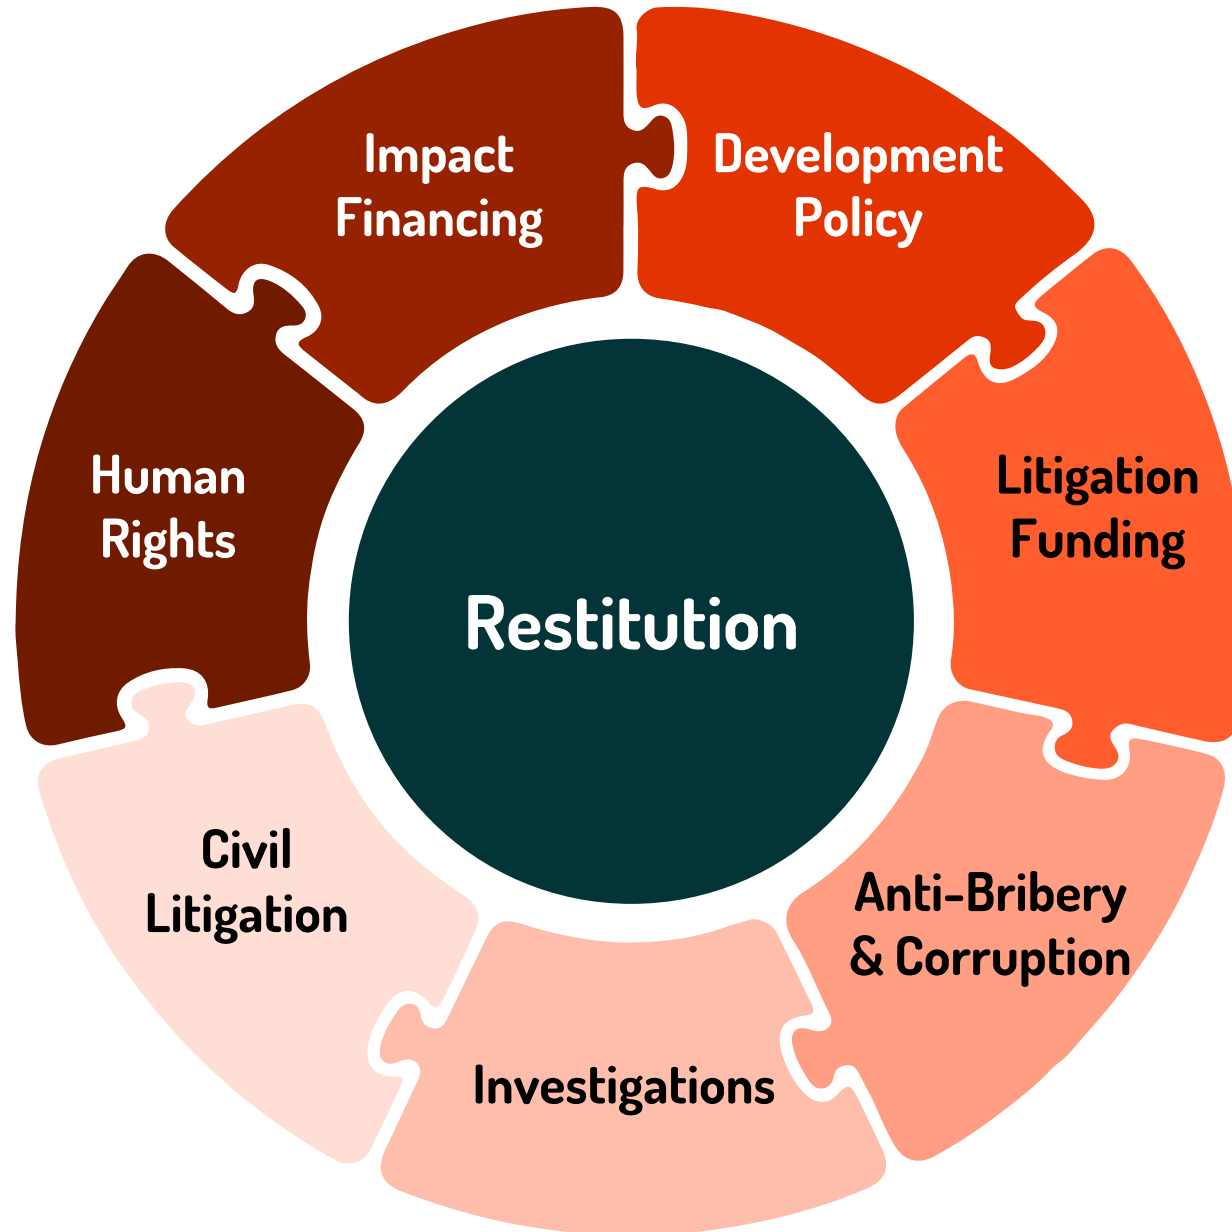 Impact
Financing
Development
Policy
Human
Rights
Litigation
Funding
Restitution
Civil
Litigation
Anti-Bribery
& Corruption
Investigations